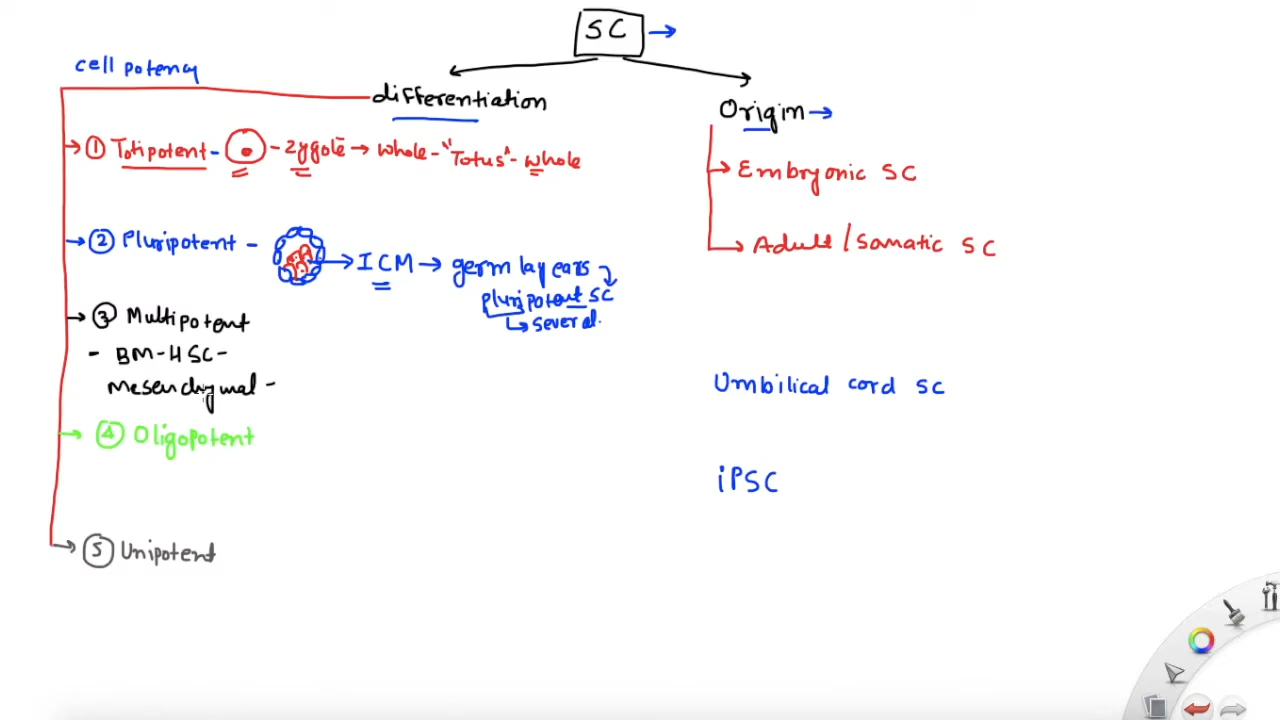 SC →
cell potency
differentiation
→ ① Totipotent - - zygote → whole - "Totus" - whole
→ ② Pluripotent - → ICM → germ layears
pluripotent SC
↳ several.
→ ③ Multipotent
- BM - HSC -
Mesenchymal -
→ ④ Oligopotent
→ ⑤ Unipotent
Origin →
→ Embryonic SC
→ Adult / Somatic SC
Umbilical cord SC
iPSC